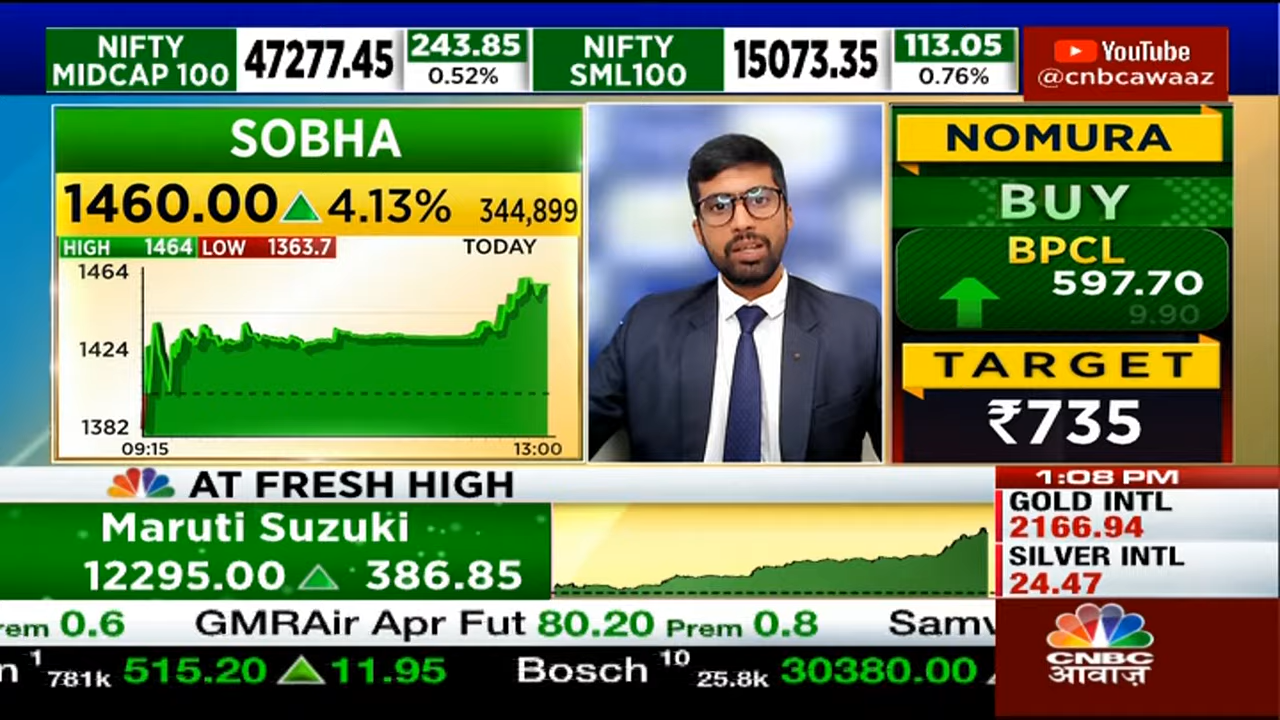 NIFTY
MIDCAP 100
47277.45
243.85
0.52%
NIFTY
SML100
15073.35
113.05
0.76%
YouTube
@cnbcawaaz
SOBHA
1460.00 4.13% 344,899
HIGH 1464 LOW 1363.7 TODAY
1464
1424
1382
09:15 13:00
NOMURA
BUY
BPCL
597.70
9.90
TARGET
₹735
AT FRESH HIGH
Maruti Suzuki
12295.00 386.85
1:08 PM
GOLD INTL
2166.94
SILVER INTL
24.47
rem 0.6 GMRAir Apr Fut 80.20 Prem 0.8 Samv
n 1 781k 515.20 11.95 Bosch 10 25.8k 30380.00
CNBC
आवाज़